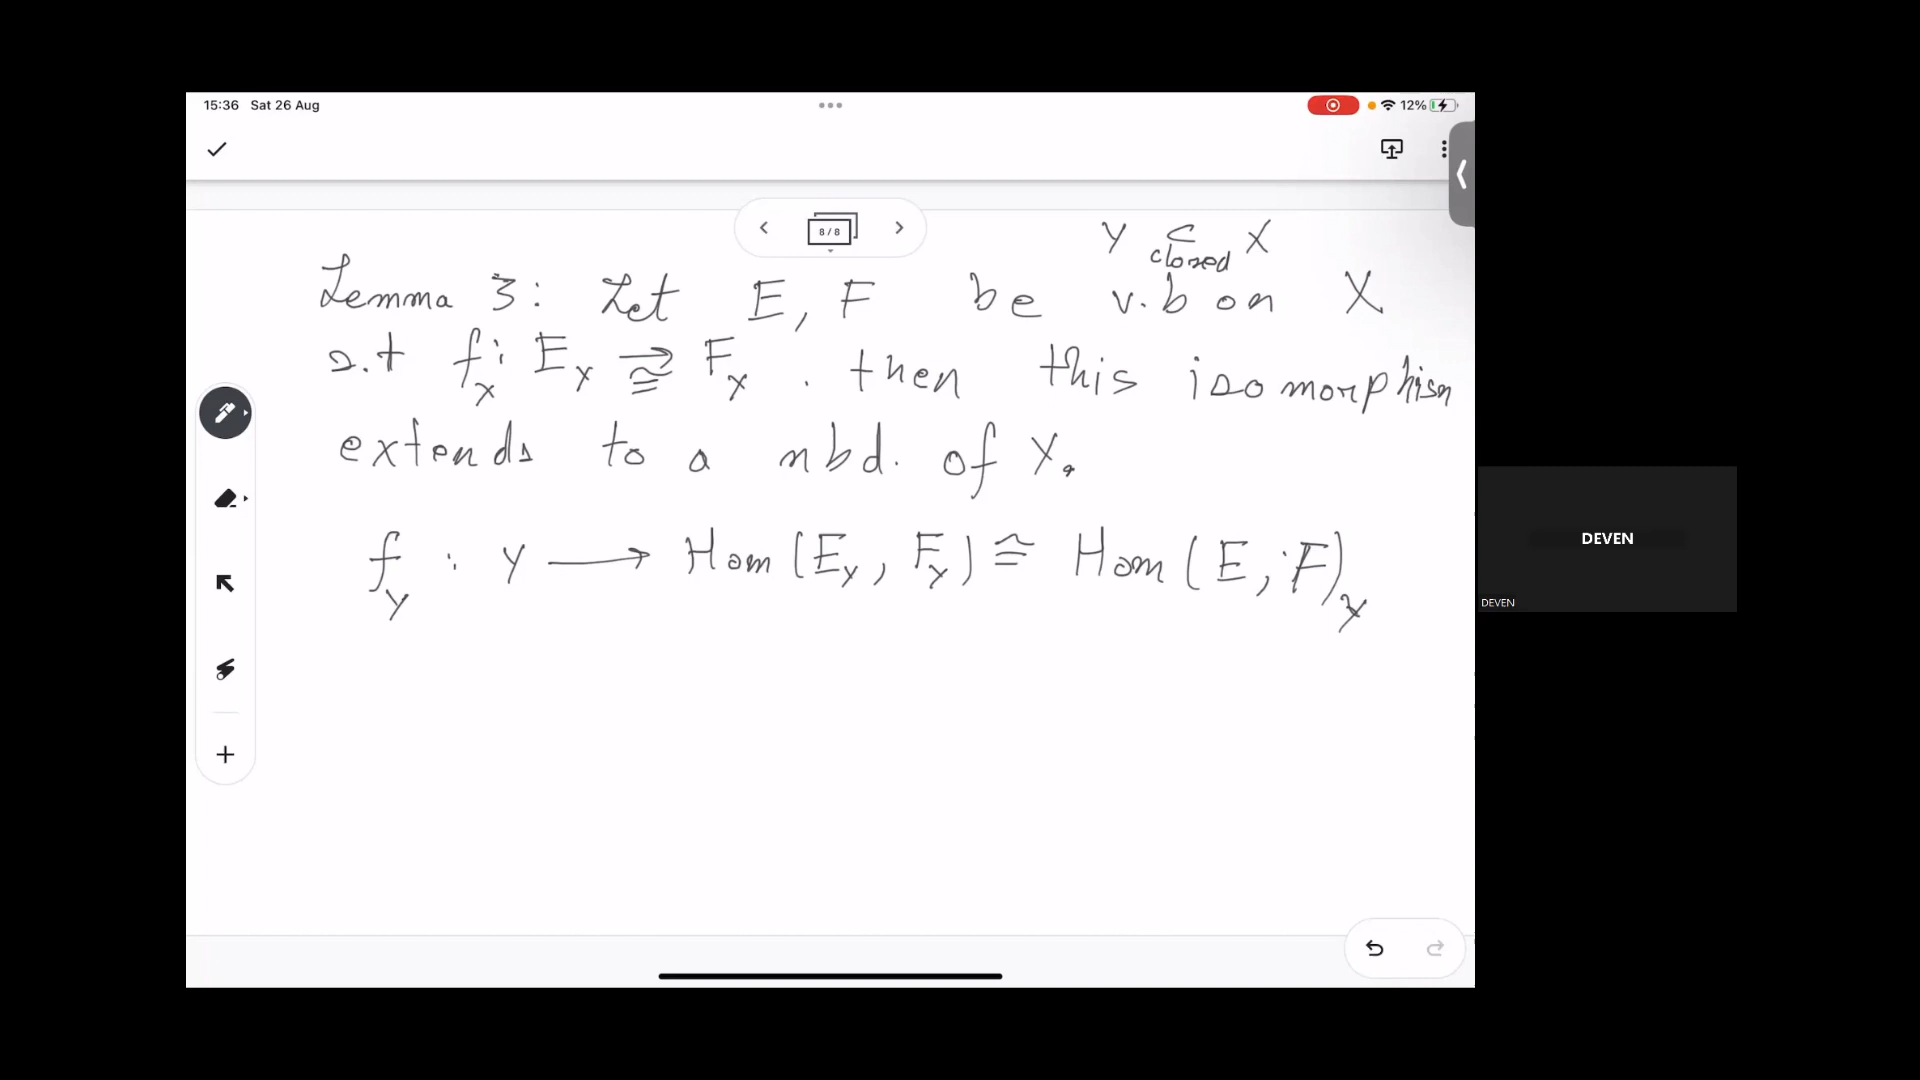 15:36 Sat 26 Aug
12%
8 / 8
Y ⊂ X
closed
Lemma 3: Let E, F be v.b on X
s.t f_Y : E_Y ⥲ F_Y . then this isomorphism
extends to a nbd. of Y.
f_Y : Y ⟶ Hom (E_Y, F_Y) ≅ Hom (E, F)_Y
DEVEN
DEVEN